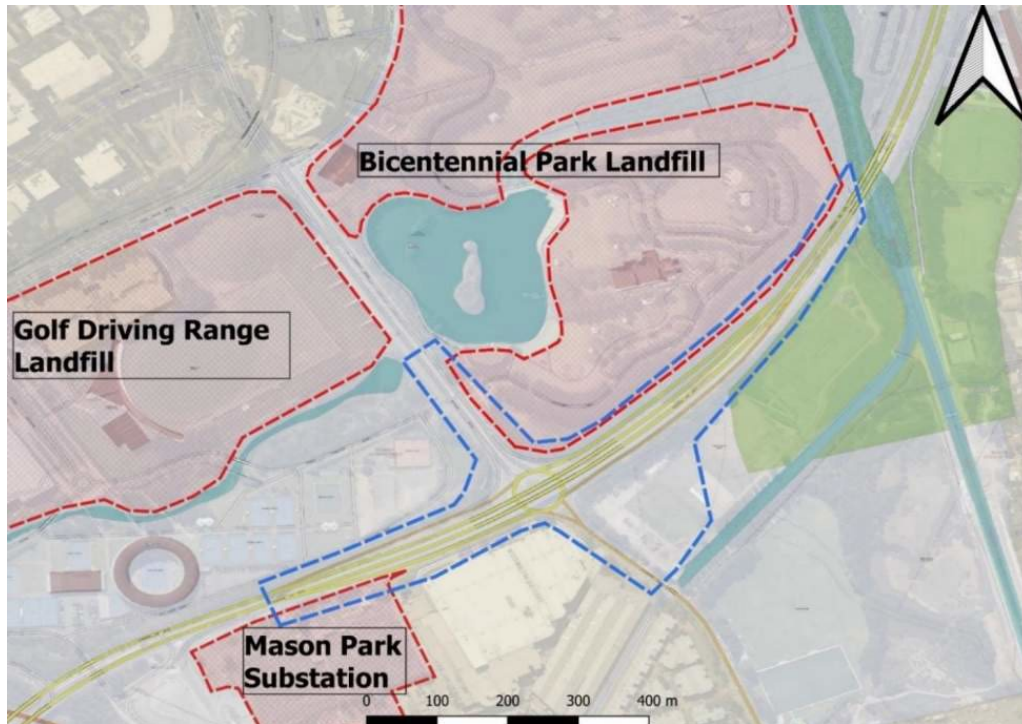 Bicentennial Park Landfill
Golf Driving Range
Landfill
Mason Park
Substation
0 100 200 300 400 m